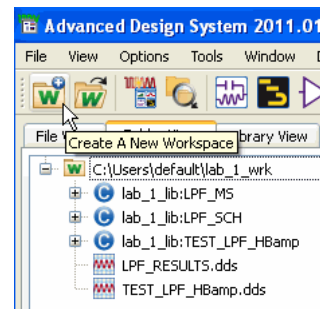 Advanced Design System 2011.01
File View Options Tools Window
File
Create A New Workspace
brary View
C:\Users\default\lab_1_wrk
lab_1_lib:LPF_MS
lab_1_lib:LPF_SCH
lab_1_lib:TEST_LPF_HBamp
LPF_RESULTS.dds
TEST_LPF_HBamp.dds